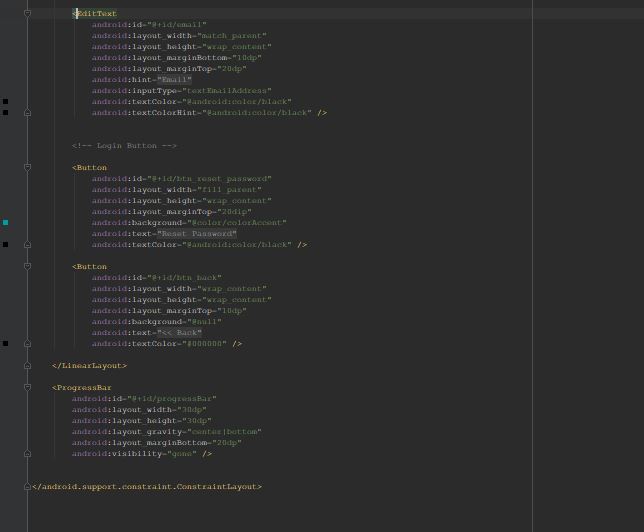 <EditText
android:id="@+id/email"
android:layout_width="match_parent"
android:layout_height="wrap_content"
android:layout_marginBottom="10dp"
android:layout_marginTop="20dp"
android:hint="Email"
android:inputType="textEmailAddress"
android:textColor="@android:color/black"
android:textColorHint="@android:color/black" />
<!-- Login Button -->
<Button
android:id="@+id/btn_reset_password"
android:layout_width="fill_parent"
android:layout_height="wrap_content"
android:layout_marginTop="20dip"
android:background="@color/colorAccent"
android:text="Reset Password"
android:textColor="@android:color/black" />
<Button
android:id="@+id/btn_back"
android:layout_width="wrap_content"
android:layout_height="wrap_content"
android:layout_marginTop="10dp"
android:background="@null"
android:text="<< Back"
android:textColor="#000000" />
</LinearLayout>
<ProgressBar
android:id="@+id/progressBar"
android:layout_width="30dp"
android:layout_height="30dp"
android:layout_gravity="center|bottom"
android:layout_marginBottom="20dp"
android:visibility="gone" />
</android.support.constraint.ConstraintLayout>